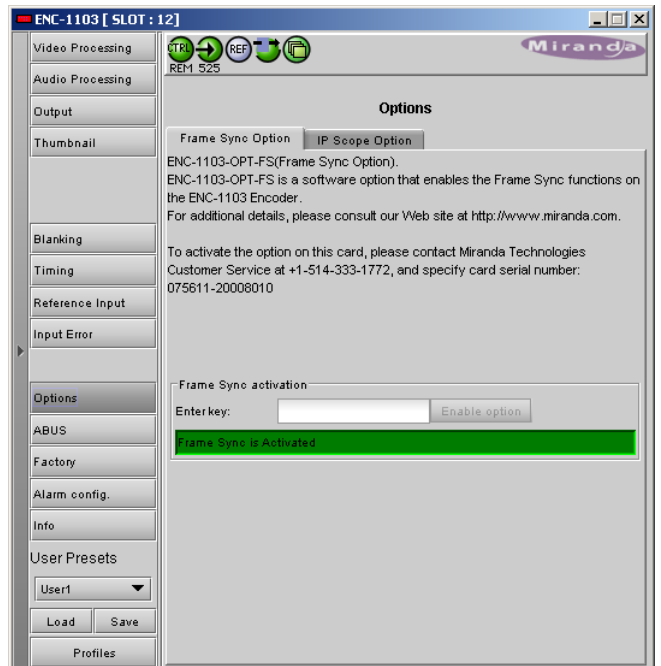 ENC-1103 [ SLOT : 12]
Video Processing
Audio Processing
Output
Thumbnail
Blanking
Timing
Reference Input
Input Error
Options
ABUS
Factory
Alarm config.
Info
User Presets
User1
Load Save
Profiles
CTRL REF
REM 525
Miranda
Options
Frame Sync Option IP Scope Option
ENC-1103-OPT-FS(Frame Sync Option).
ENC-1103-OPT-FS is a software option that enables the Frame Sync functions on
the ENC-1103 Encoder.
For additional details, please consult our Web site at http://www.miranda.com.
To activate the option on this card, please contact Miranda Technologies
Customer Service at +1-514-333-1772, and specify card serial number:
075611-20008010
Frame Sync activation
Enter key: Enable option
Frame Sync is Activated